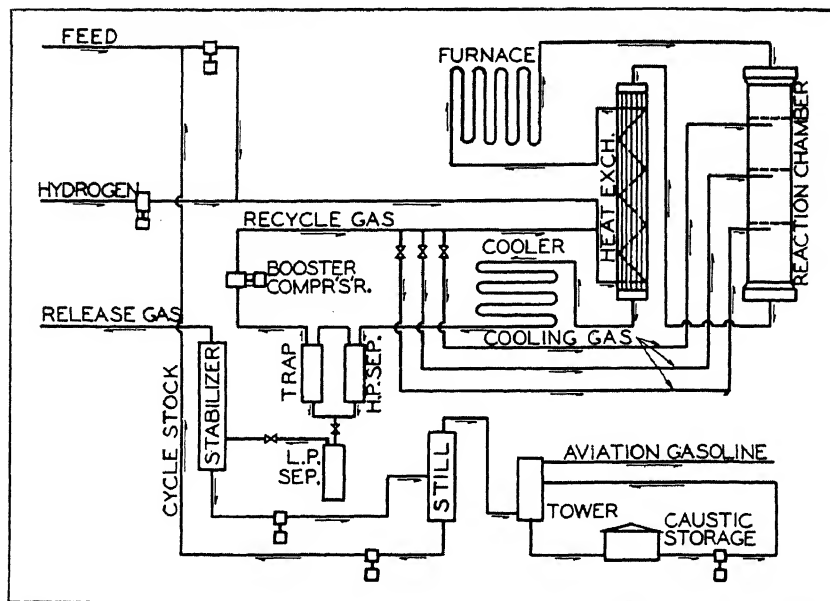 FEED
FURNACE
HYDROGEN
HEAT EXCH.
REACTION CHAMBER
RECYCLE GAS
COOLER
BOOSTER
COMPR'S'R.
RELEASE GAS
COOLING GAS
TRAP
H.P. SEP.
STABILIZER
CYCLE STOCK
L.P.
SEP.
STILL
AVIATION GASOLINE
TOWER
CAUSTIC
STORAGE